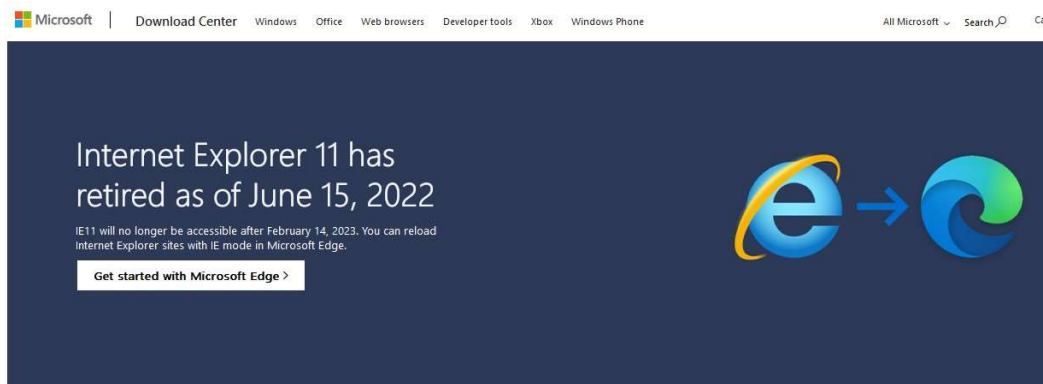 Microsoft Download Center Windows Office Web browsers Developer tools Xbox Windows Phone All Microsoft Search
Internet Explorer 11 has
retired as of June 15, 2022
IE11 will no longer be accessible after February 14, 2023. You can reload
Internet Explorer sites with IE mode in Microsoft Edge.
Get started with Microsoft Edge >